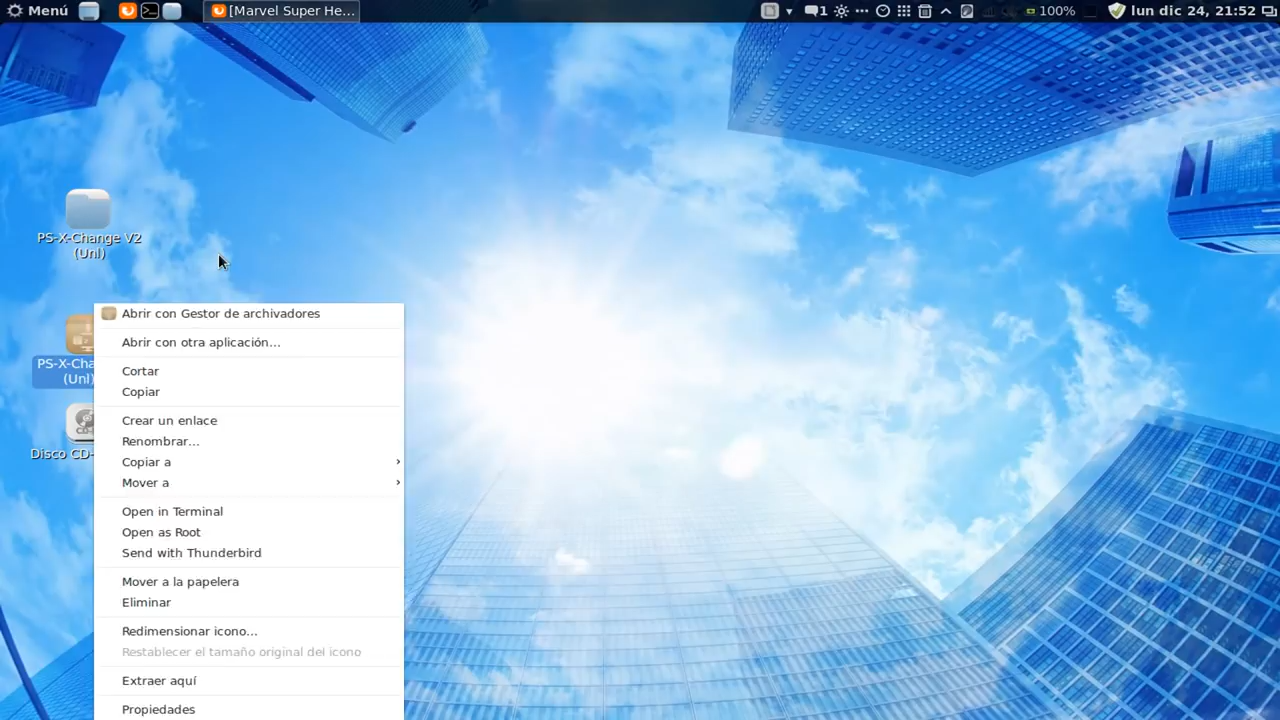 Menú
[Marvel Super He...
1
100%
lun dic 24, 21:52
PS-X-Change V2
(Unl)
PS-X-Cha
(Unl)
Disco CD-
Abrir con Gestor de archivadores
Abrir con otra aplicación...
Cortar
Copiar
Crear un enlace
Renombrar...
Copiar a
Mover a
Open in Terminal
Open as Root
Send with Thunderbird
Mover a la papelera
Eliminar
Redimensionar icono...
Restablecer el tamaño original del icono
Extraer aquí
Propiedades